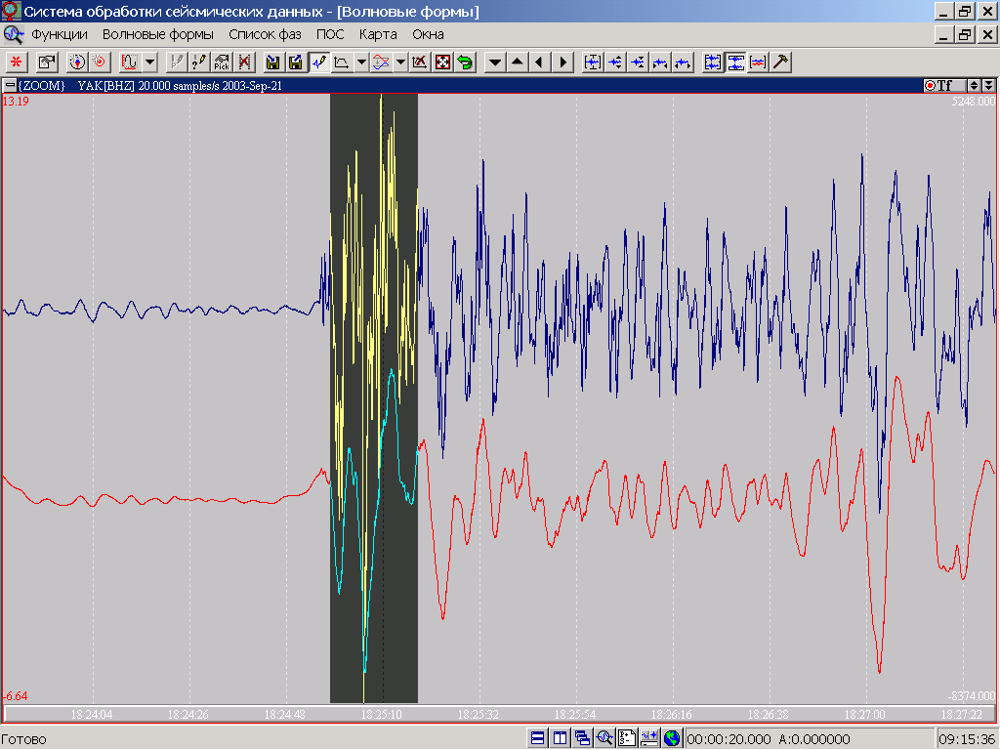 Система обработки сейсмических данных - [Волновые формы]
Функции Волновые формы Список фаз ПОС Карта Окна
Pick
{ZOOM} YAK[BHZ] 20.000 samples/s 2003-Sep-21 Tf
13.19 5248.000
-6.64 -8374.000
18:24:04 18:24:26 18:24:48 18:25:10 18:25:32 18:25:54 18:26:16 18:26:38 18:27:00 18:27:22
Готово 00:00:20.000 A:0.000000 09:15:36